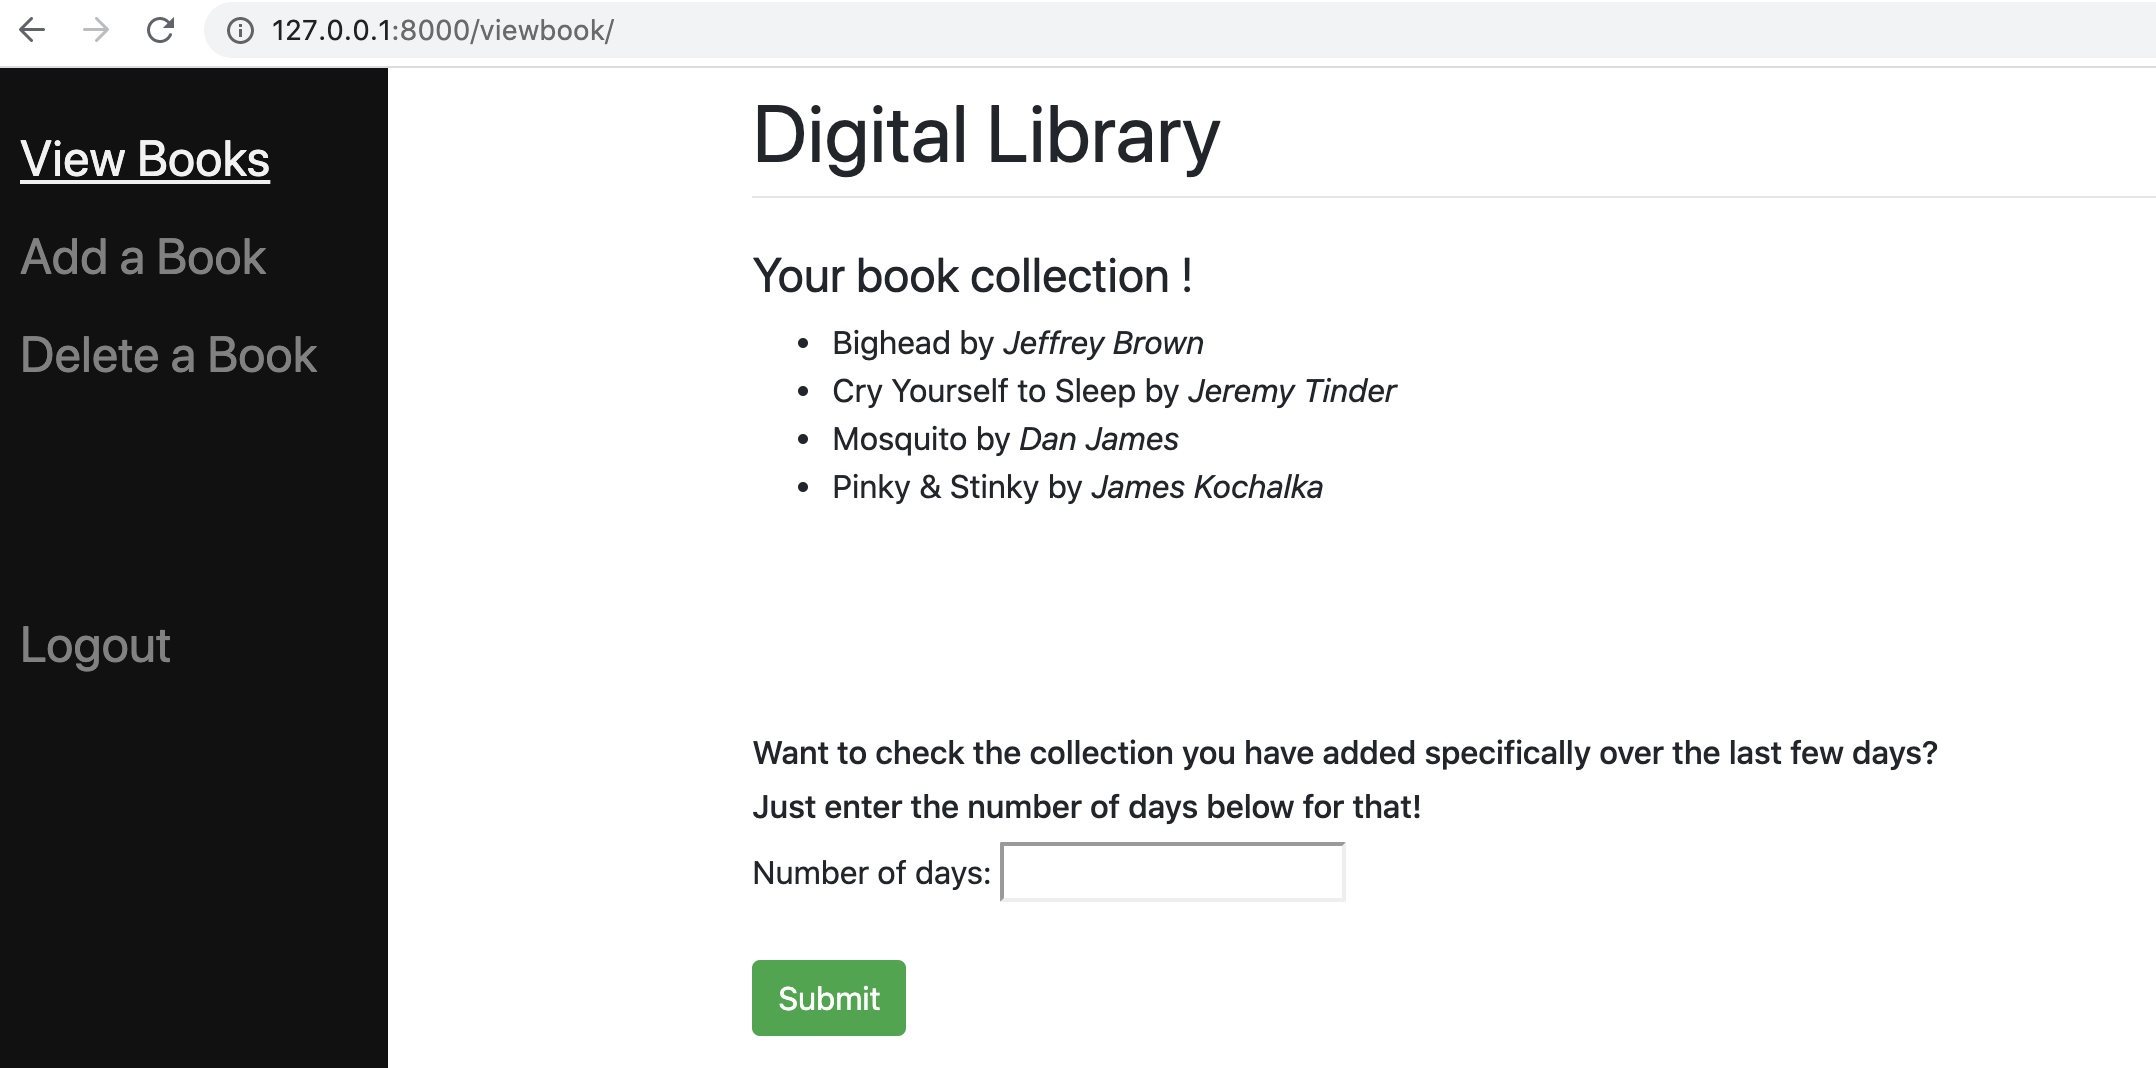 127.0.0.1:8000/viewbook/
View Books
Add a Book
Delete a Book
Logout
Digital Library
Your book collection !
• Bighead by Jeffrey Brown
• Cry Yourself to Sleep by Jeremy Tinder
• Mosquito by Dan James
• Pinky & Stinky by James Kochalka
Want to check the collection you have added specifically over the last few days?
Just enter the number of days below for that!
Number of days:
Submit